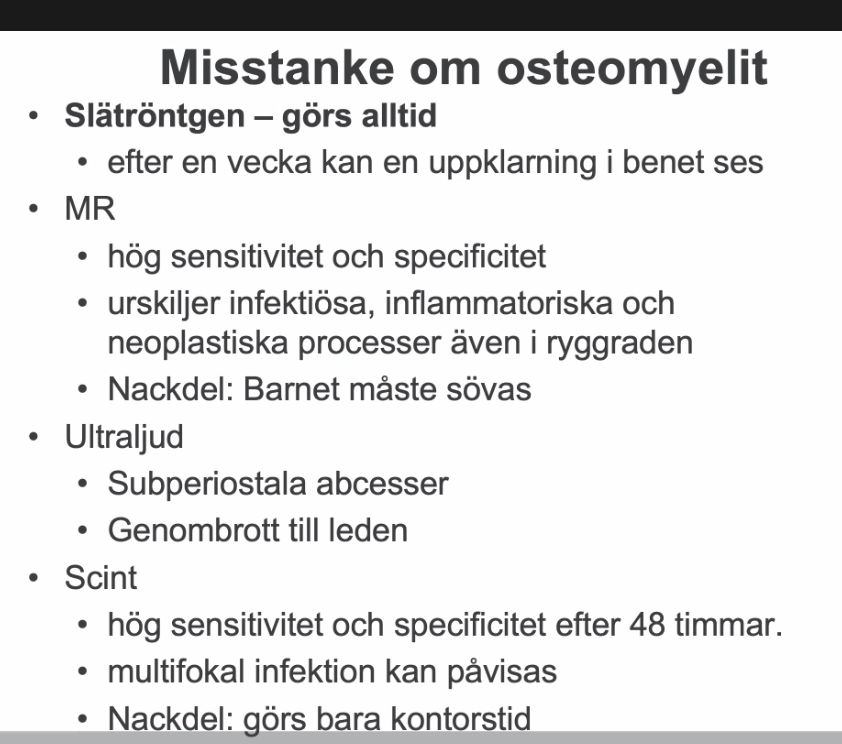 Misstanke om osteomyelit
• Slätröntgen – görs alltid
• efter en vecka kan en uppklarning i benet ses
• MR
• hög sensitivitet och specificitet
• urskiljer infektiösa, inflammatoriska och
neoplastiska processer även i ryggraden
• Nackdel: Barnet måste sövas
• Ultraljud
• Subperiostala abcesser
• Genombrott till leden
• Scint
• hög sensitivitet och specificitet efter 48 timmar.
• multifokal infektion kan påvisas
• Nackdel: görs bara kontorstid